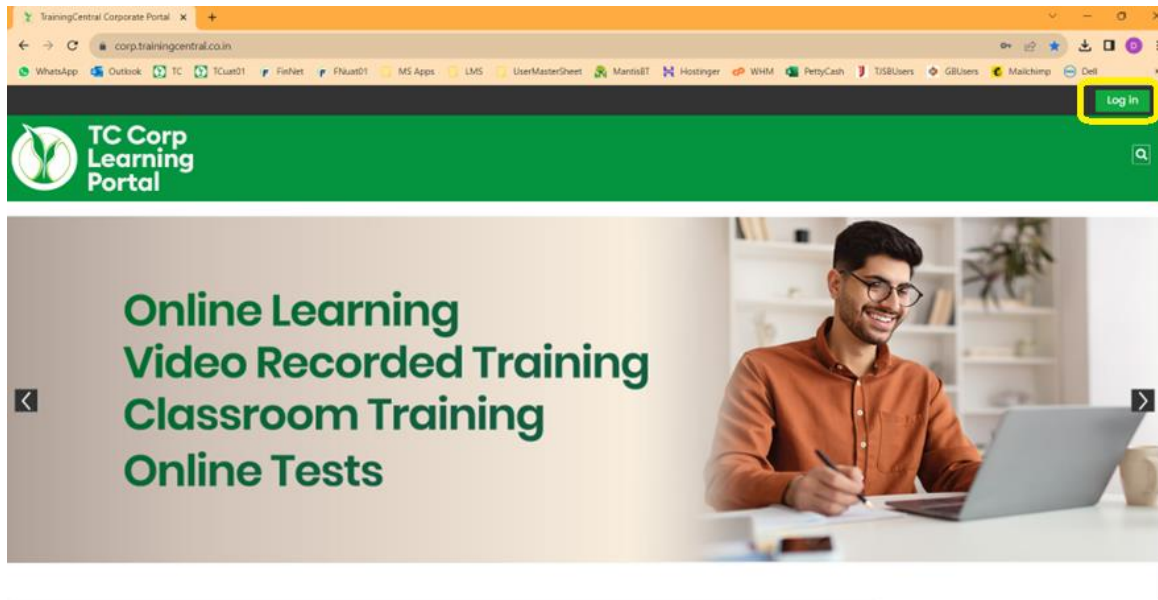 TrainingCentral Corporate Portal
corp.trainingcentral.co.in
WhatsApp Outlook TC TCuat01 FinNet FNuat01 MS Apps LMS UserMasterSheet MantisBT Hostinger WHM PettyCash TJSBUsers GBUsers Mailchimp Dell
Log in
TC Corp
Learning
Portal
Online Learning
Video Recorded Training
Classroom Training
Online Tests